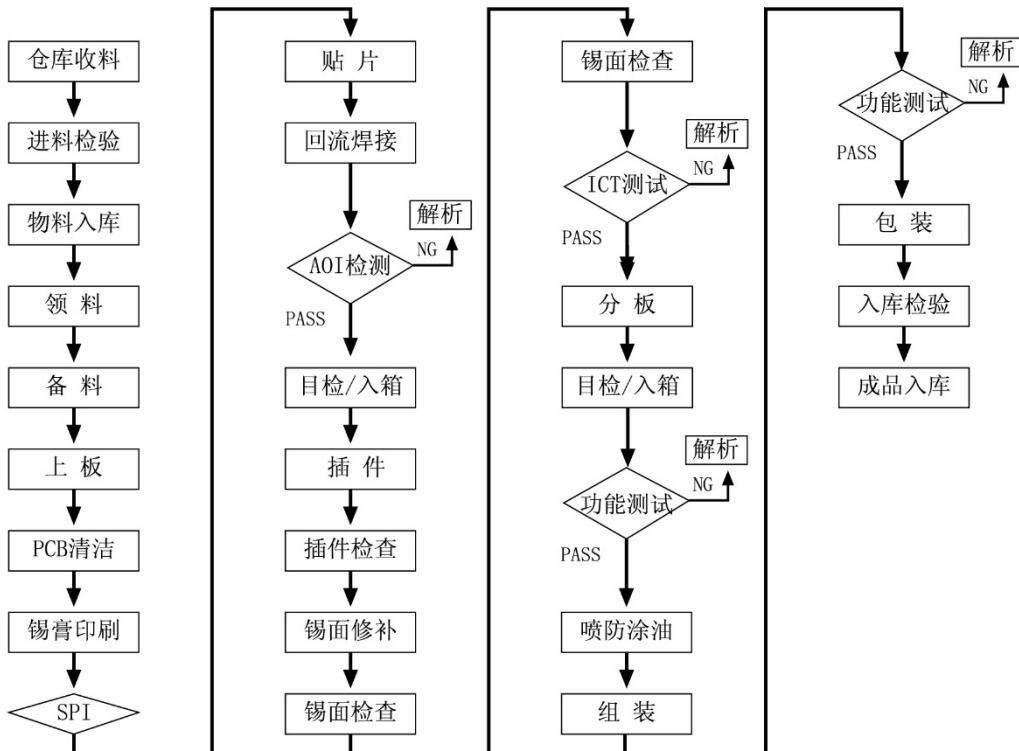 仓库收料
进料检验
物料入库
领 料
备 料
上 板
PCB清洁
锡膏印刷
SPI
贴 片
回流焊接
解析
NG
AOI检测
PASS
目检/入箱
插 件
插件检查
锡面修补
锡面检查
锡面检查
解析
NG
ICT测试
PASS
分 板
目检/入箱
解析
NG
功能测试
PASS
喷防涂油
组 装
解析
NG
功能测试
PASS
包 装
入库检验
成品入库